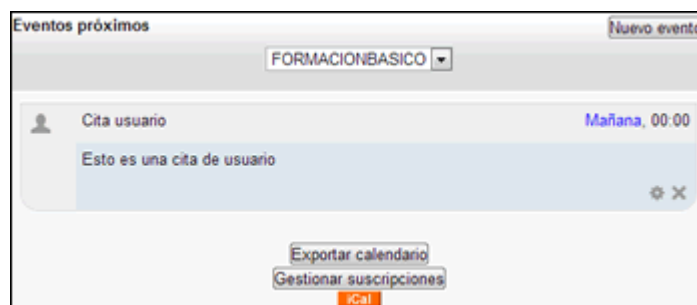 Eventos próximos
Nuevo evento
FORMACIONBASICO
Cita usuario
Mañana, 00:00
Esto es una cita de usuario
Exportar calendario
Gestionar suscripciones
iCal